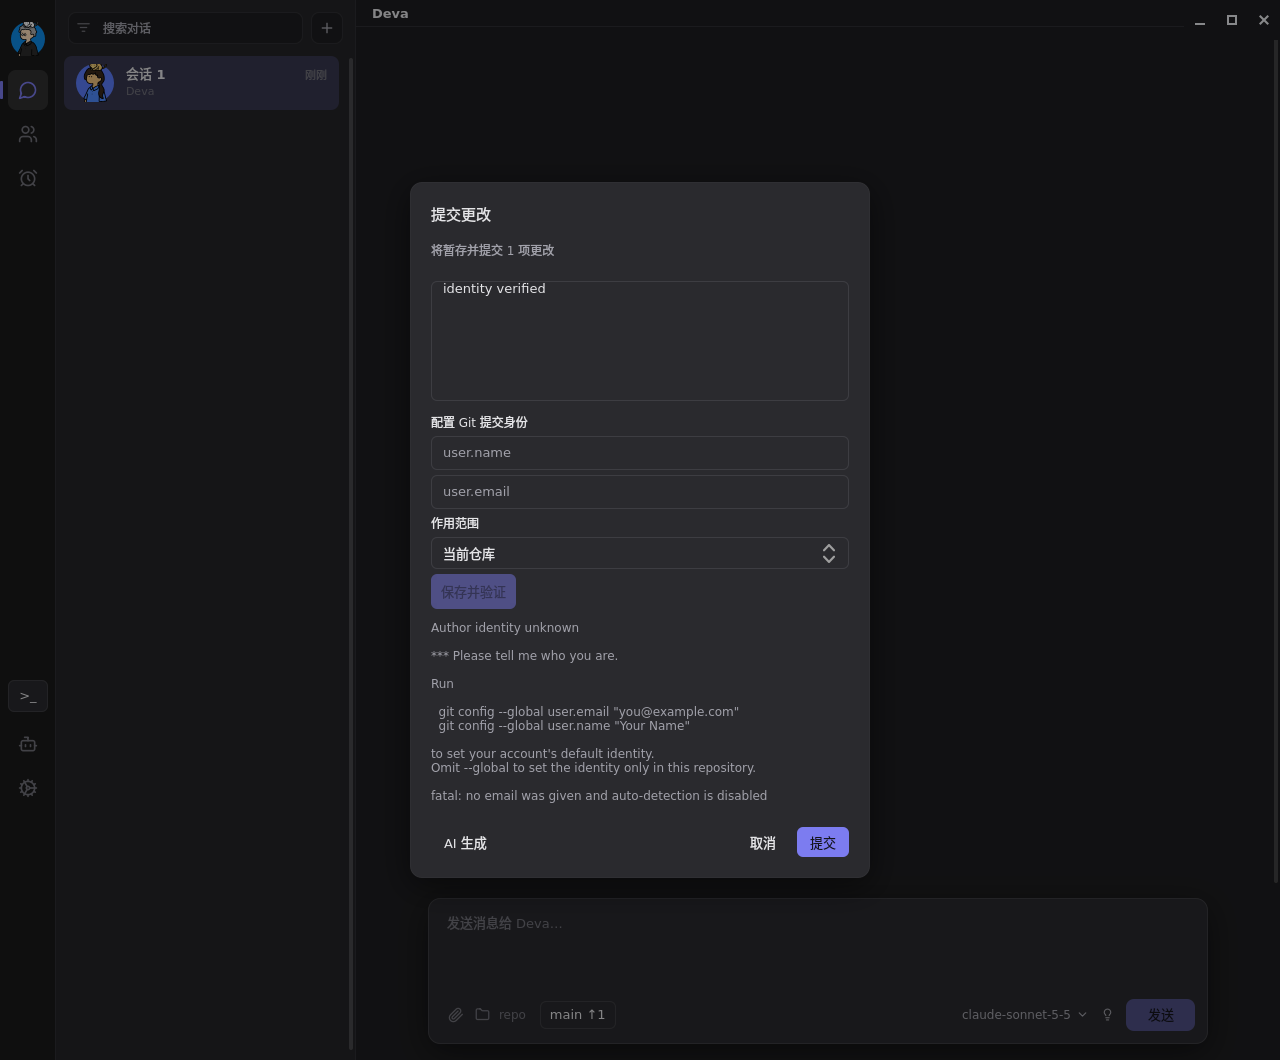 Deva
搜索对话
会话 1
刚刚
Deva
提交更改
将暂存并提交 1 项更改
identity verified
配置 Git 提交身份
user.name
user.email
作用范围
当前仓库
保存并验证
Author identity unknown
*** Please tell me who you are.
Run
git config --global user.email "you@example.com"
git config --global user.name "Your Name"
to set your account's default identity.
Omit --global to set the identity only in this repository.
fatal: no email was given and auto-detection is disabled
AI 生成
取消
提交
>_
发送消息给 Deva...
repo
main ↑1
claude-sonnet-5-5
发送